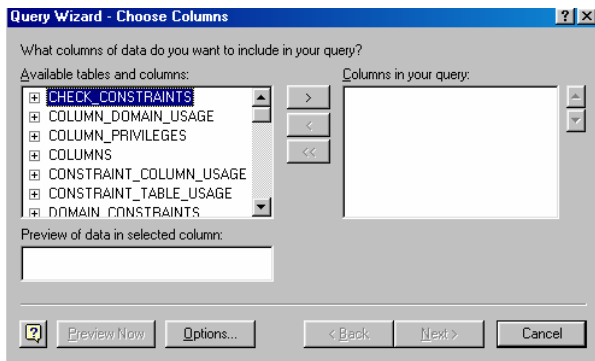 Query Wizard - Choose Columns
What columns of data do you want to include in your query?
Available tables and columns:
Columns in your query:
CHECK_CONSTRAINTS
COLUMN_DOMAIN_USAGE
COLUMN_PRIVILEGES
COLUMNS
CONSTRAINT_COLUMN_USAGE
CONSTRAINT_TABLE_USAGE
DOMAIN_CONSTRAINTS
>
<
<<
Preview of data in selected column:
Preview Now
Options...
< Back
Next >
Cancel